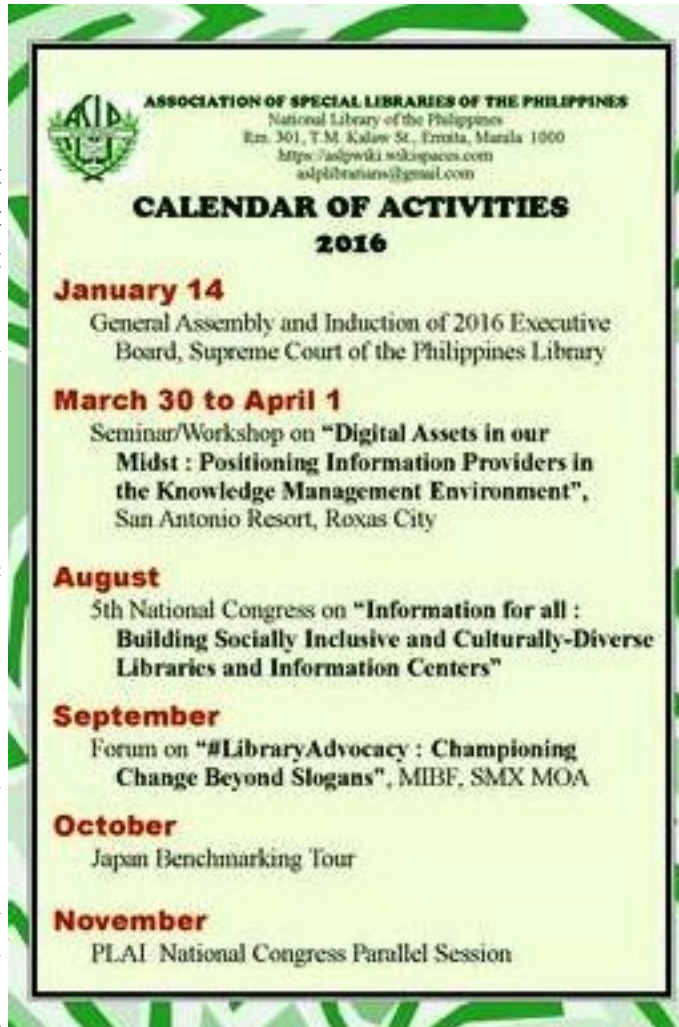 ASLP
ASSOCIATION OF SPECIAL LIBRARIES OF THE PHILIPPINES
National Library of the Philippines
Rm. 301, T.M. Kalaw St., Ermita, Manila 1000
https://aslpwiki.wikispaces.com
aslplibrarians@gmail.com
CALENDAR OF ACTIVITIES
2016
January 14
General Assembly and Induction of 2016 Executive
Board, Supreme Court of the Philippines Library
March 30 to April 1
Seminar/Workshop on “Digital Assets in our
Midst : Positioning Information Providers in
the Knowledge Management Environment”,
San Antonio Resort, Roxas City
August
5th National Congress on “Information for all :
Building Socially Inclusive and Culturally-Diverse
Libraries and Information Centers”
September
Forum on “#LibraryAdvocacy : Championing
Change Beyond Slogans”, MIBF, SMX MOA
October
Japan Benchmarking Tour
November
PLAI National Congress Parallel Session